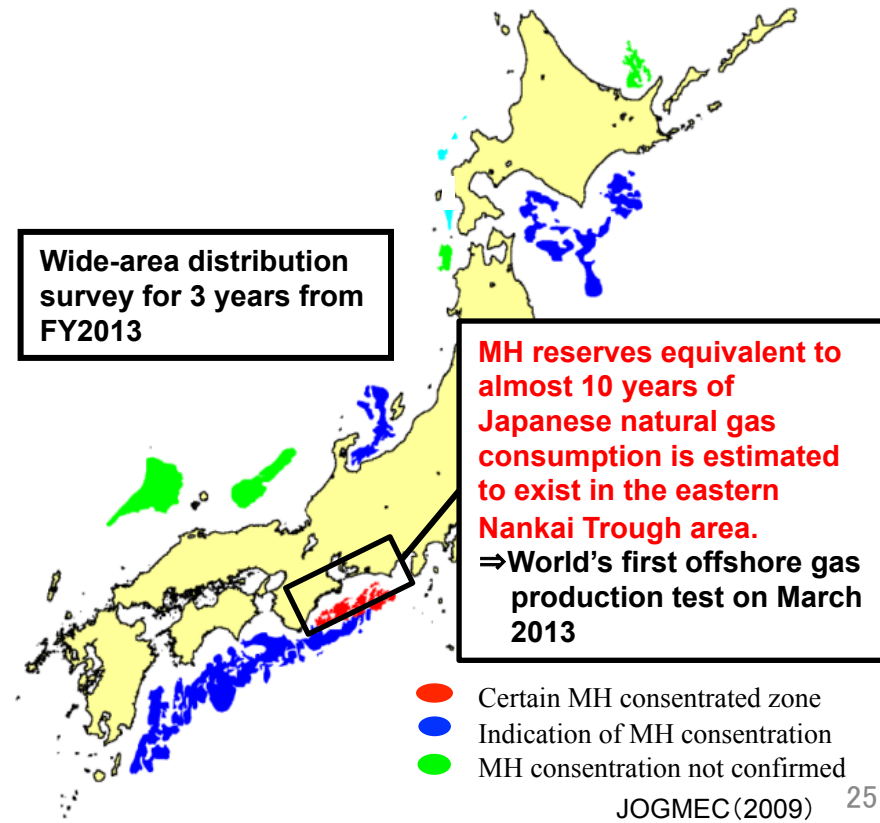 Wide-area distribution
survey for 3 years from
FY2013
MH reserves equivalent to
almost 10 years of
Japanese natural gas
consumption is estimated
to exist in the eastern
Nankai Trough area.
⇒World's first offshore gas
production test on March
2013
Certain MH consentrated zone
Indication of MH consentration
MH consentration not confirmed
JOGMEC(2009)
25